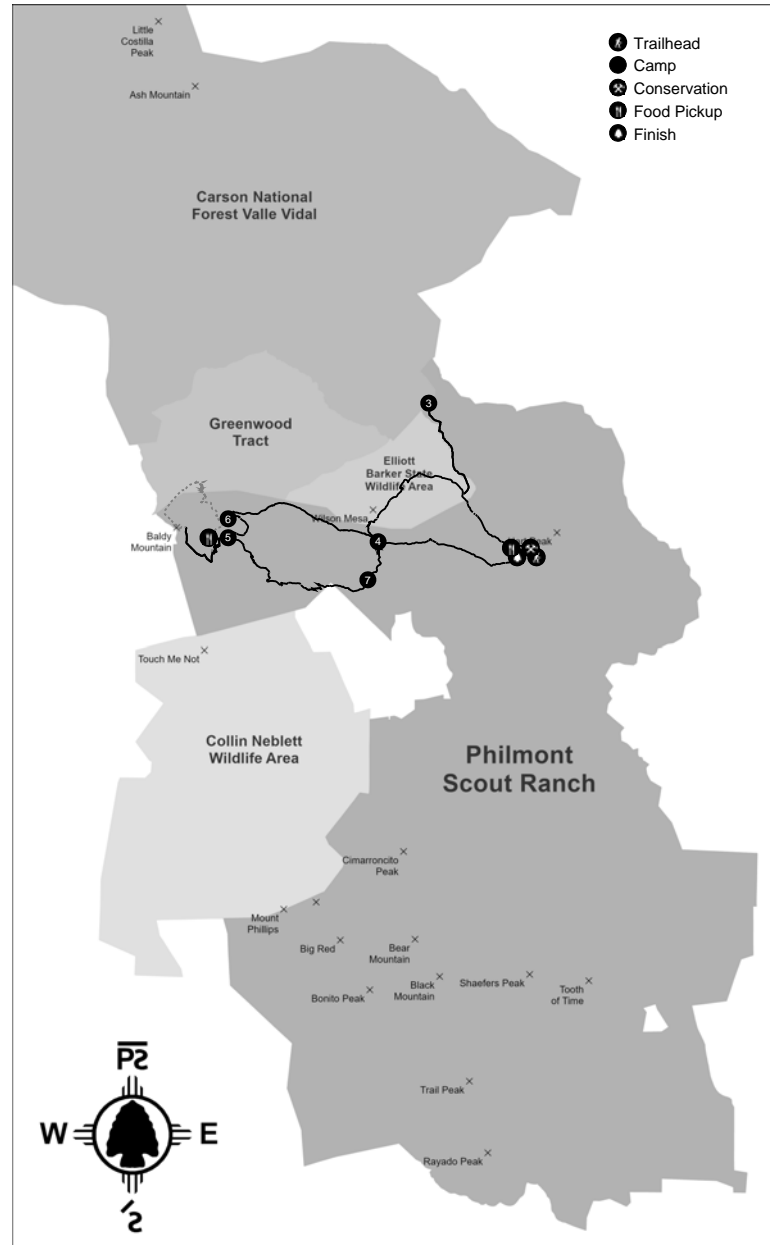 Little
Costilla
Peak
Ash Mountain
Trailhead
Camp
Conservation
Food Pickup
Finish
Carson National
Forest Valle Vidal
3
Greenwood
Tract
Elliott
Barker State
Wildlife Area
Wilson Mesa
6
5
4
7
Peak
Baldy
Mountain
Touch Me Not
Collin Neblett
Wildlife Area
Philmont
Scout Ranch
Cimarroncito
Peak
Mount
Phillips
Big Red
Bear
Mountain
Bonito Peak
Black
Mountain
Shaefers Peak
Tooth
of Time
Trail Peak
Rayado Peak
W
E